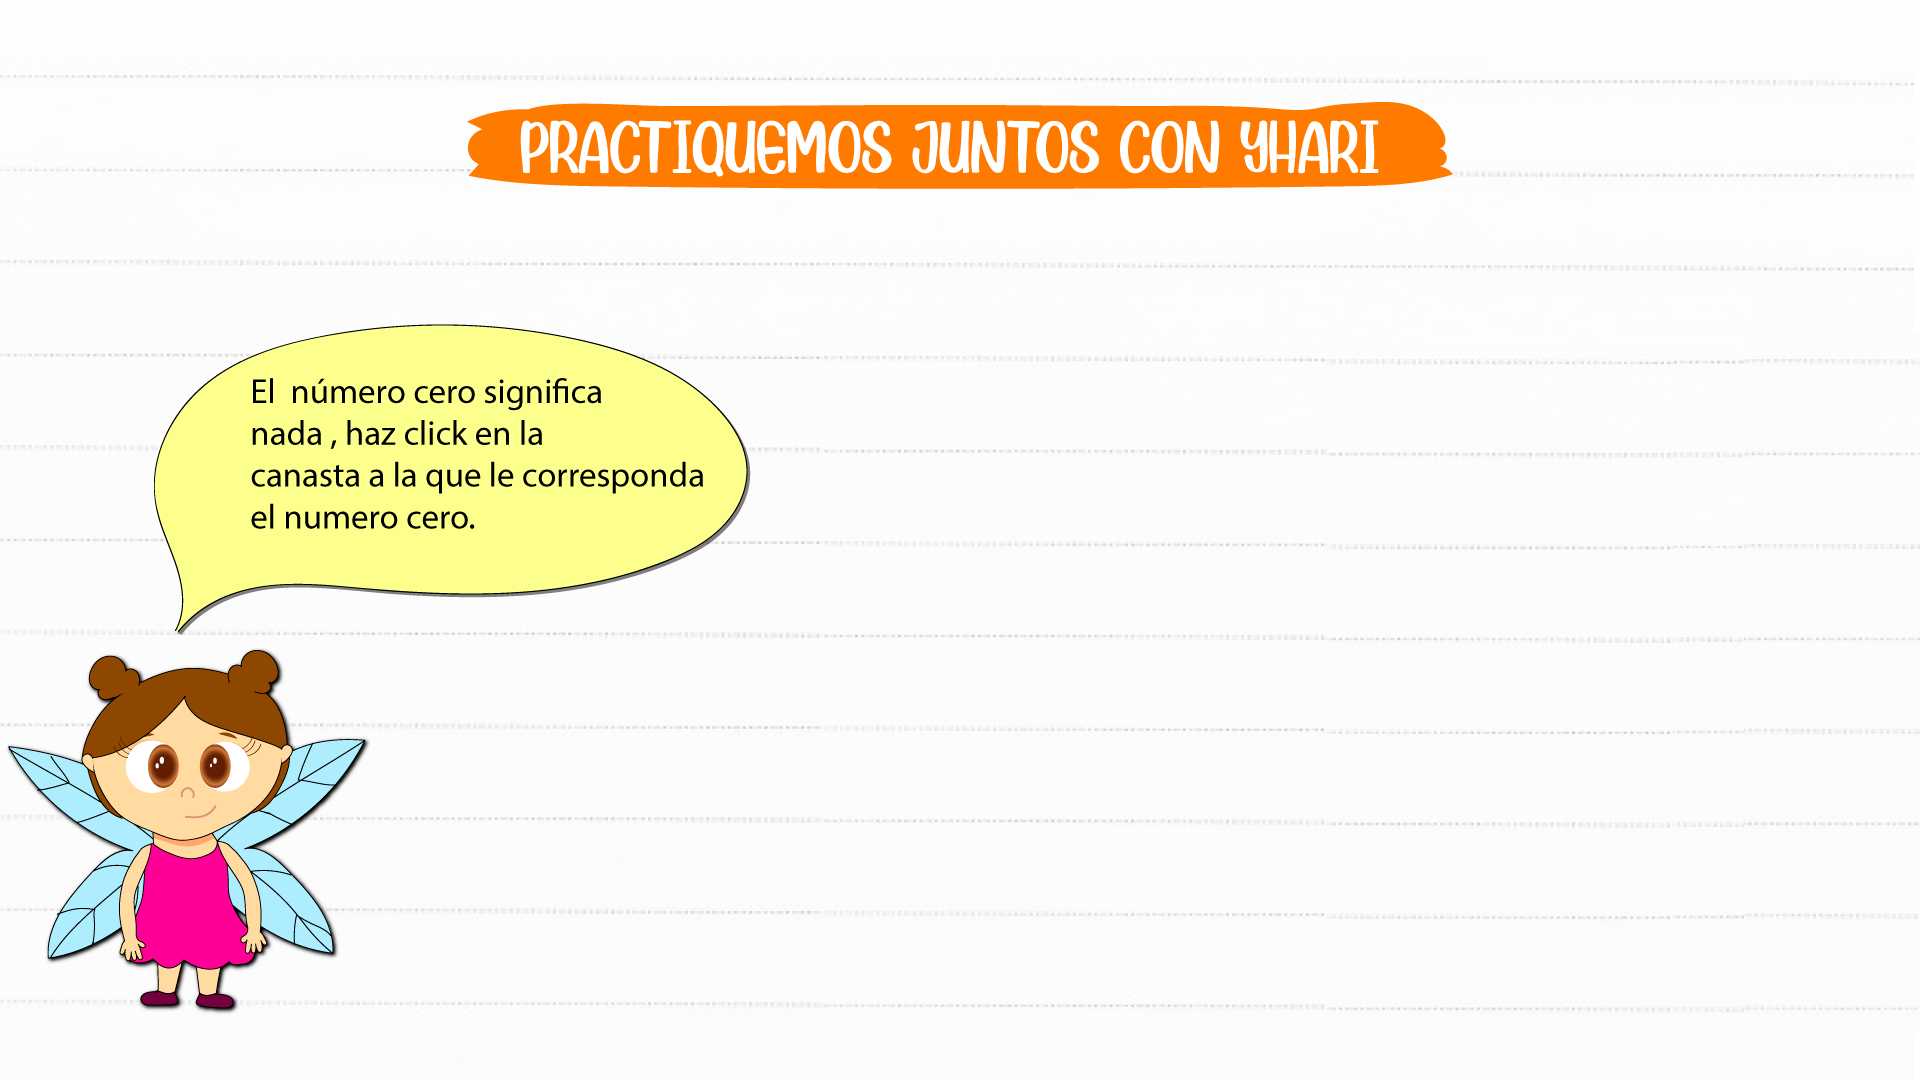 PRACTIQUEMOS JUNTOS CON YHARI
El  número cero significa
nada , haz click en la
canasta a la que le corresponda
el numero cero.